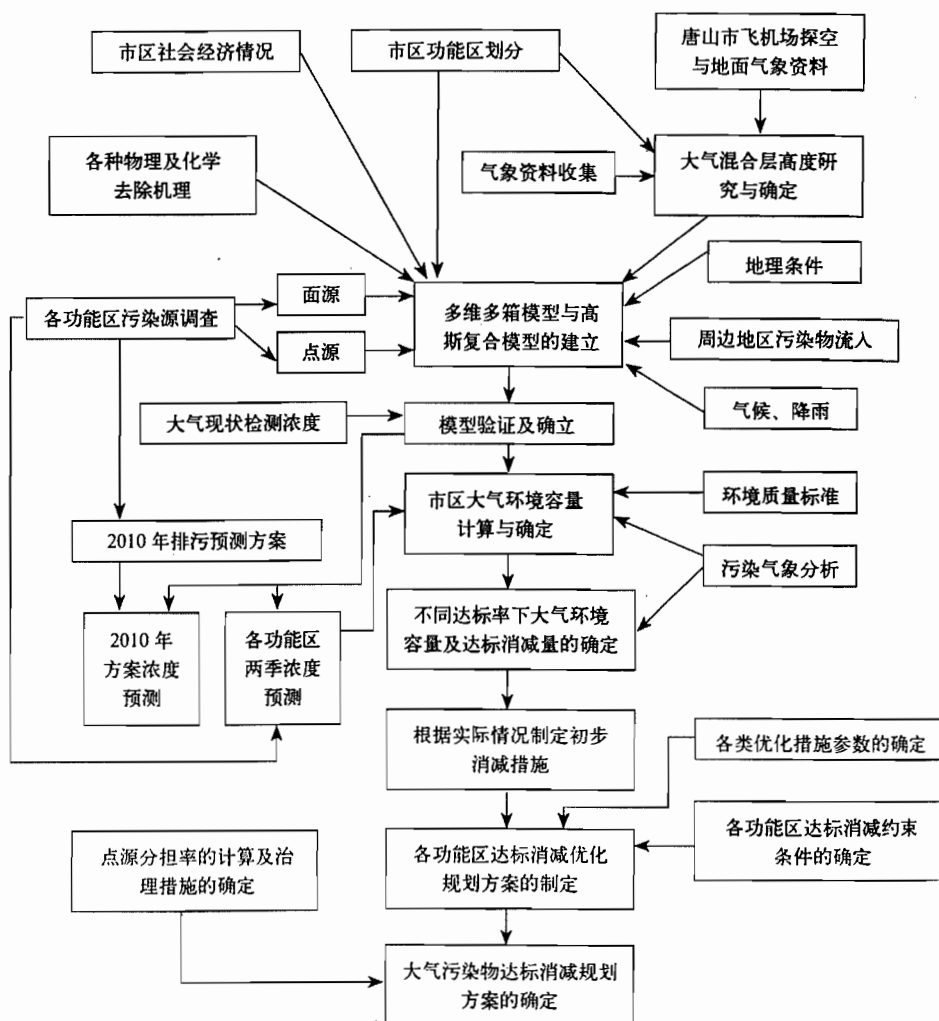 市区社会经济情况
市区功能区划分
唐山市飞机场探空
与地面气象资料
各种物理及化学
去除机理
气象资料收集
大气混合层高度研
究与确定
地理条件
各功能区污染源调查
面源
点源
多维多箱模型与高
斯复合模型的建立
周边地区污染物流入
气候、降雨
大气现状检测浓度
模型验证及确立
市区大气环境容量
计算与确定
环境质量标准
2010年排污预测方案
污染气象分析
2010年
方案浓度
预测
各功能区
两季浓度
预测
不同达标率下大气环境
容量及达标消减量的确定
根据实际情况制定初步
消减措施
各类优化措施参数的确定
点源分担率的计算及治
理措施的确定
各功能区达标消减优化
规划方案的制定
各功能区达标消减约束
条件的确定
大气污染物达标消减规划
方案的确定